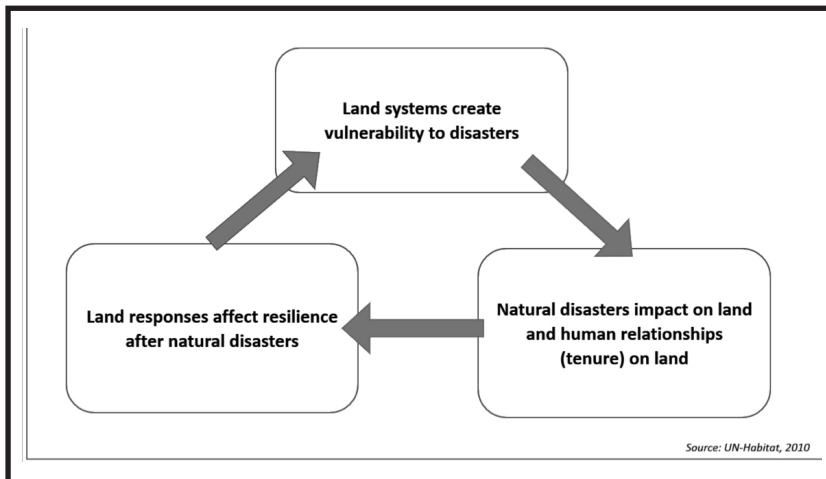 Land systems create
vulnerability to disasters
Natural disasters impact on land
and human relationships
(tenure) on land
Land responses affect resilience
after natural disasters
Source: UN-Habitat, 2010